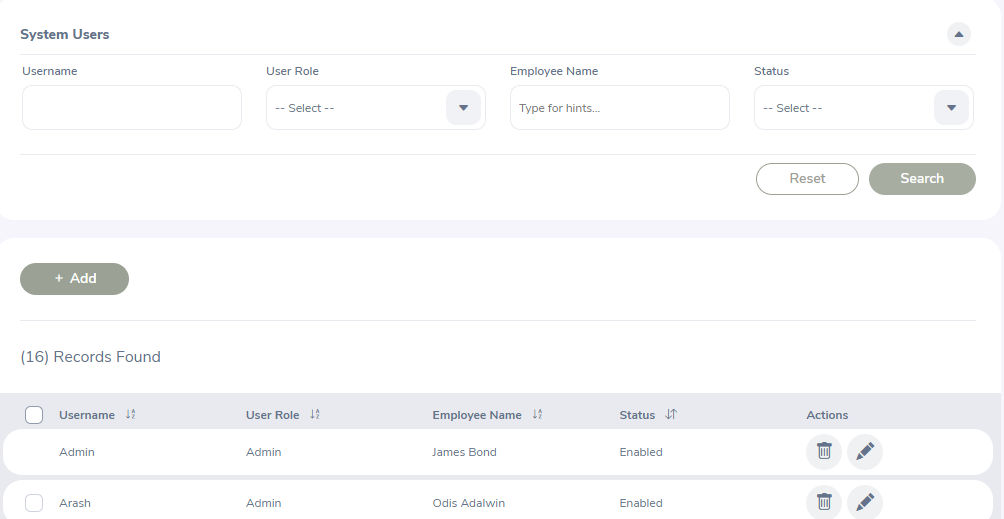 System Users
Username User Role Employee Name Status
-- Select -- Type for hints... -- Select --
Reset Search
+ Add
(16) Records Found
Username User Role Employee Name Status Actions
Admin Admin James Bond Enabled
Arash Admin Odis Adalwin Enabled